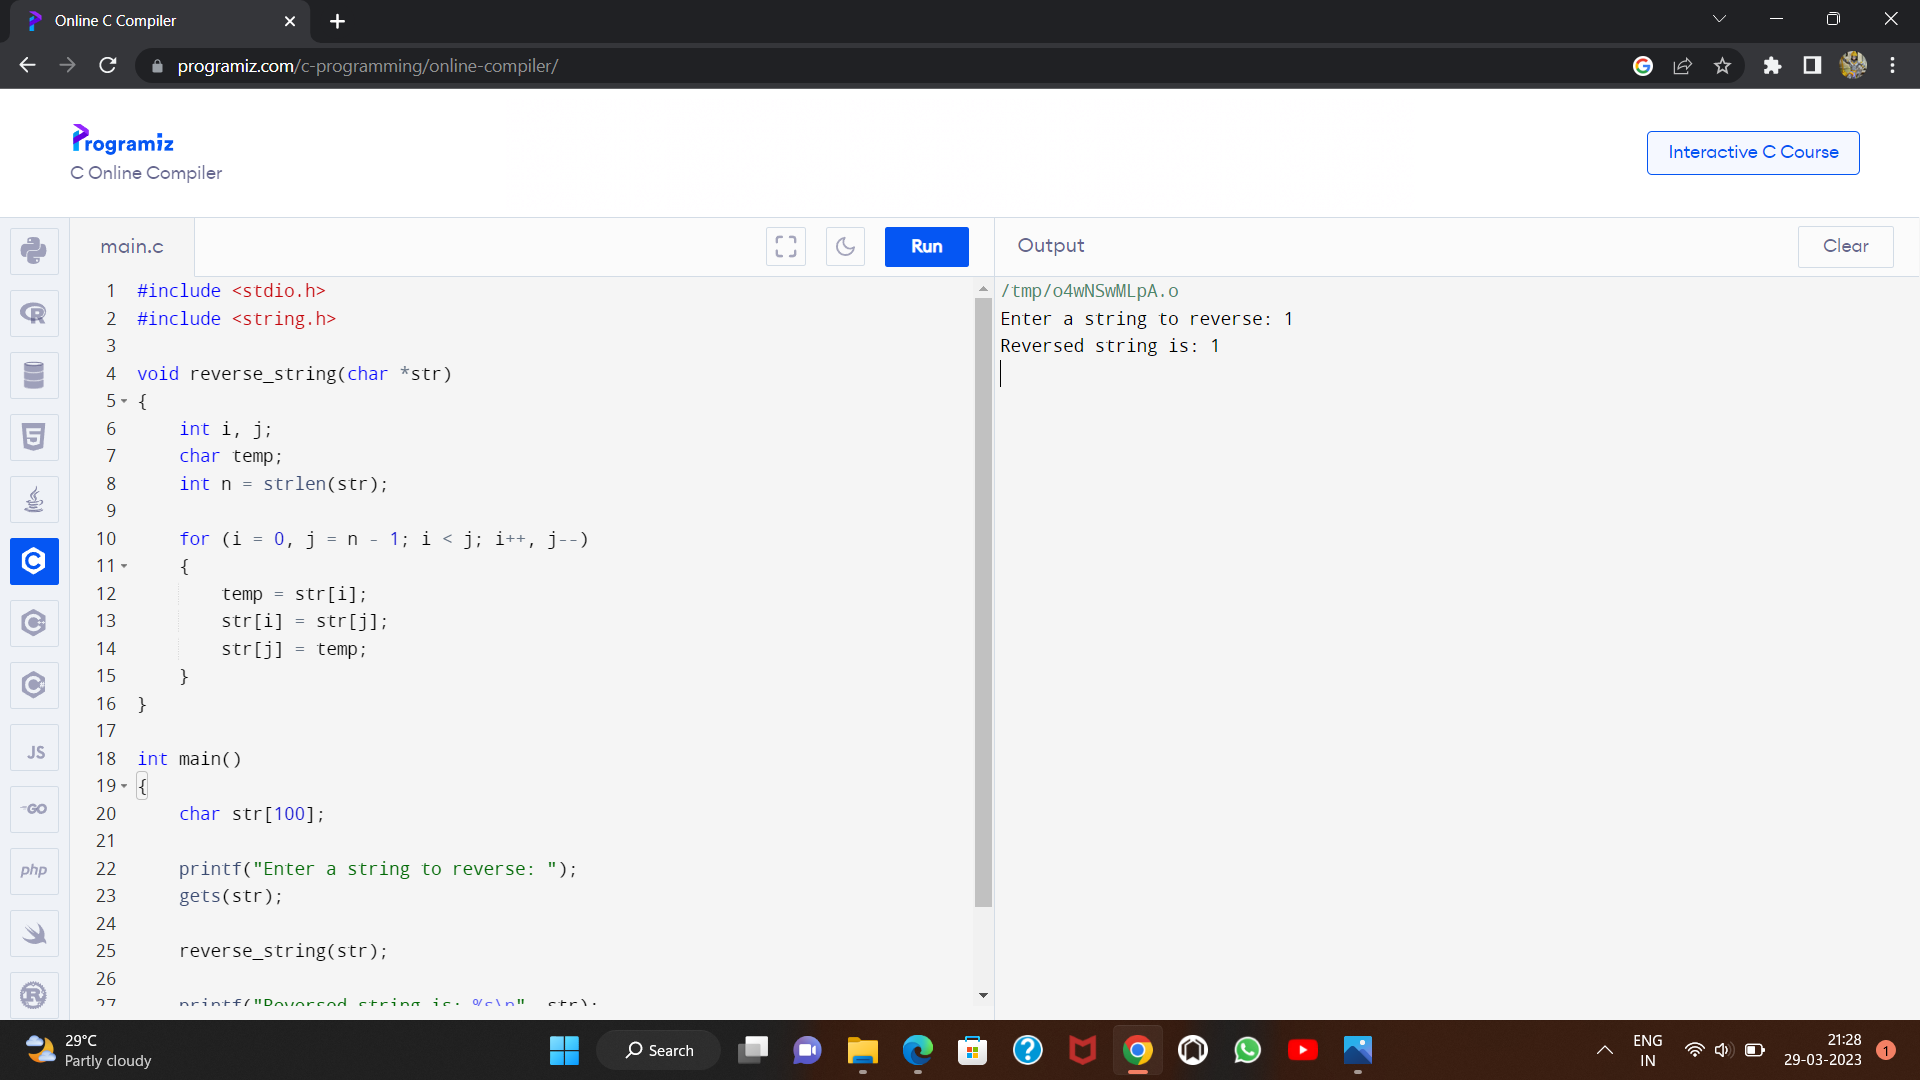 Online C Compiler
programiz.com/c-programming/online-compiler/
Programiz
C Online Compiler
Interactive C Course
main.c
Run
Output
Clear
1 #include <stdio.h>
2 #include <string.h>
3
4 void reverse_string(char *str)
5 {
6     int i, j;
7     char temp;
8     int n = strlen(str);
9
10     for (i = 0, j = n - 1; i < j; i++, j--)
11     {
12         temp = str[i];
13         str[i] = str[j];
14         str[j] = temp;
15     }
16 }
17
18 int main()
19 {
20     char str[100];
21
22     printf("Enter a string to reverse: ");
23     gets(str);
24
25     reverse_string(str);
26
27     printf("Reversed string is: %s\n", str);
/tmp/o4wNSwMLpA.o
Enter a string to reverse: 1
Reversed string is: 1
JS
GO
php
29°C
Partly cloudy
Search
ENG
IN
21:28
29-03-2023
1